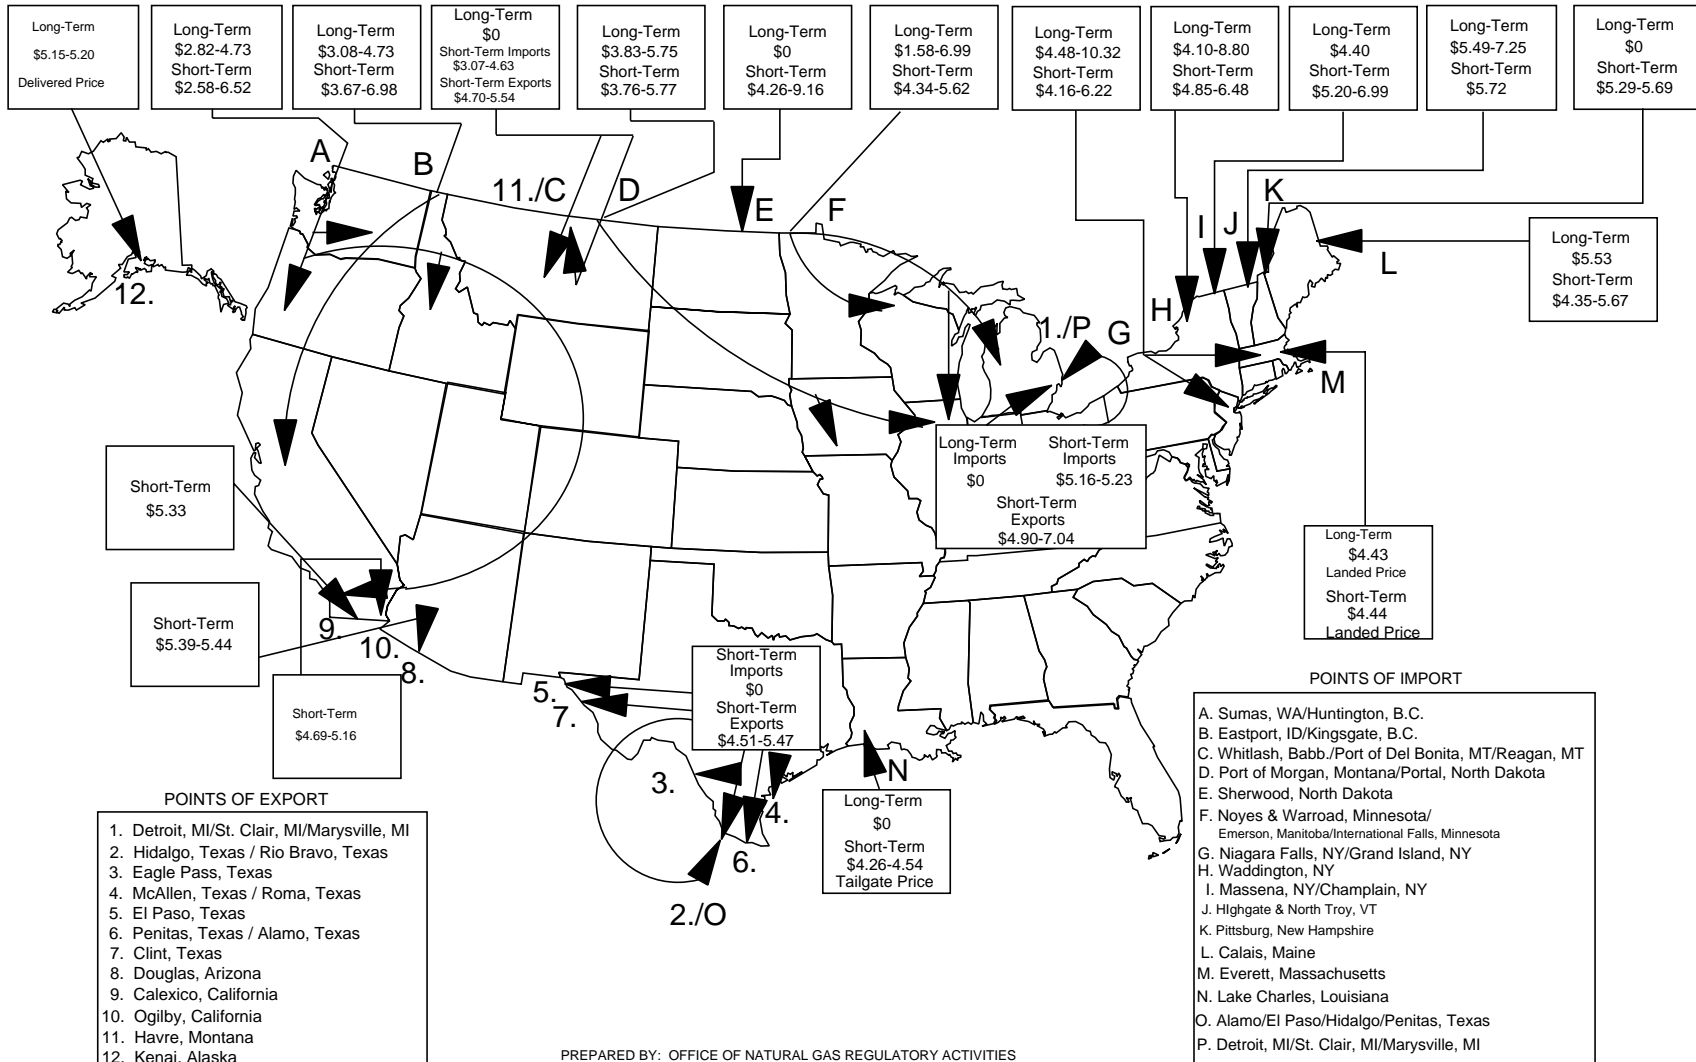 Long-Term
$5.15-5.20
Delivered Price
Long-Term
$2.82-4.73
Short-Term
$2.58-6.52
Long-Term
$3.08-4.73
Short-Term
$3.67-6.98
Long-Term
$0
Short-Term Imports
$3.07-4.63
Short-Term Exports
$4.70-5.54
Long-Term
$3.83-5.75
Short-Term
$3.76-5.77
Long-Term
$0
Short-Term
$4.26-9.16
Long-Term
$1.58-6.99
Short-Term
$4.34-5.62
Long-Term
$4.48-10.32
Short-Term
$4.16-6.22
Long-Term
$4.10-8.80
Short-Term
$4.85-6.48
Long-Term
$4.40
Short-Term
$5.20-6.99
Long-Term
$5.49-7.25
Short-Term
$5.72
Long-Term
$0
Short-Term
$5.29-5.69
A
B
11./C
D
E
F
1./P
G
H
I
J
K
L
M
12.
Long-Term
$5.53
Short-Term
$4.35-5.67
Long-Term Imports
$0
Short-Term Imports
$5.16-5.23
Short-Term
Exports
$4.90-7.04
Short-Term
$5.33
Short-Term
$5.39-5.44
Short-Term
$4.69-5.16
Long-Term
$4.43
Landed Price
Short-Term
$4.44
Landed Price
9.
10.
8.
5.
7.
3.
4.
6.
2./O
N
Short-Term
Imports
$0
Short-Term
Exports
$4.51-5.47
Long-Term
$0
Short-Term
$4.26-4.54
Tailgate Price
POINTS OF EXPORT
1. Detroit, MI/St. Clair, MI/Marysville, MI
2. Hidalgo, Texas / Rio Bravo, Texas
3. Eagle Pass, Texas
4. McAllen, Texas / Roma, Texas
5. El Paso, Texas
6. Penitas, Texas / Alamo, Texas
7. Clint, Texas
8. Douglas, Arizona
9. Calexico, California
10. Ogilby, California
11. Havre, Montana
12. Kenai, Alaska
POINTS OF IMPORT
A. Sumas, WA/Huntington, B.C.
B. Eastport, ID/Kingsgate, B.C.
C. Whitlash, Babb./Port of Del Bonita, MT/Reagan, MT
D. Port of Morgan, Montana/Portal, North Dakota
E. Sherwood, North Dakota
F. Noyes & Warroad, Minnesota/
Emerson, Manitoba/International Falls, Minnesota
G. Niagara Falls, NY/Grand Island, NY
H. Waddington, NY
I. Massena, NY/Champlain, NY
J. HIghgate & North Troy, VT
K. Pittsburg, New Hampshire
L. Calais, Maine
M. Everett, Massachusetts
N. Lake Charles, Louisiana
O. Alamo/El Paso/Hidalgo/Penitas, Texas
P. Detroit, MI/St. Clair, MI/Marysville, MI
PREPARED BY: OFFICE OF NATURAL GAS REGULATORY ACTIVITIES